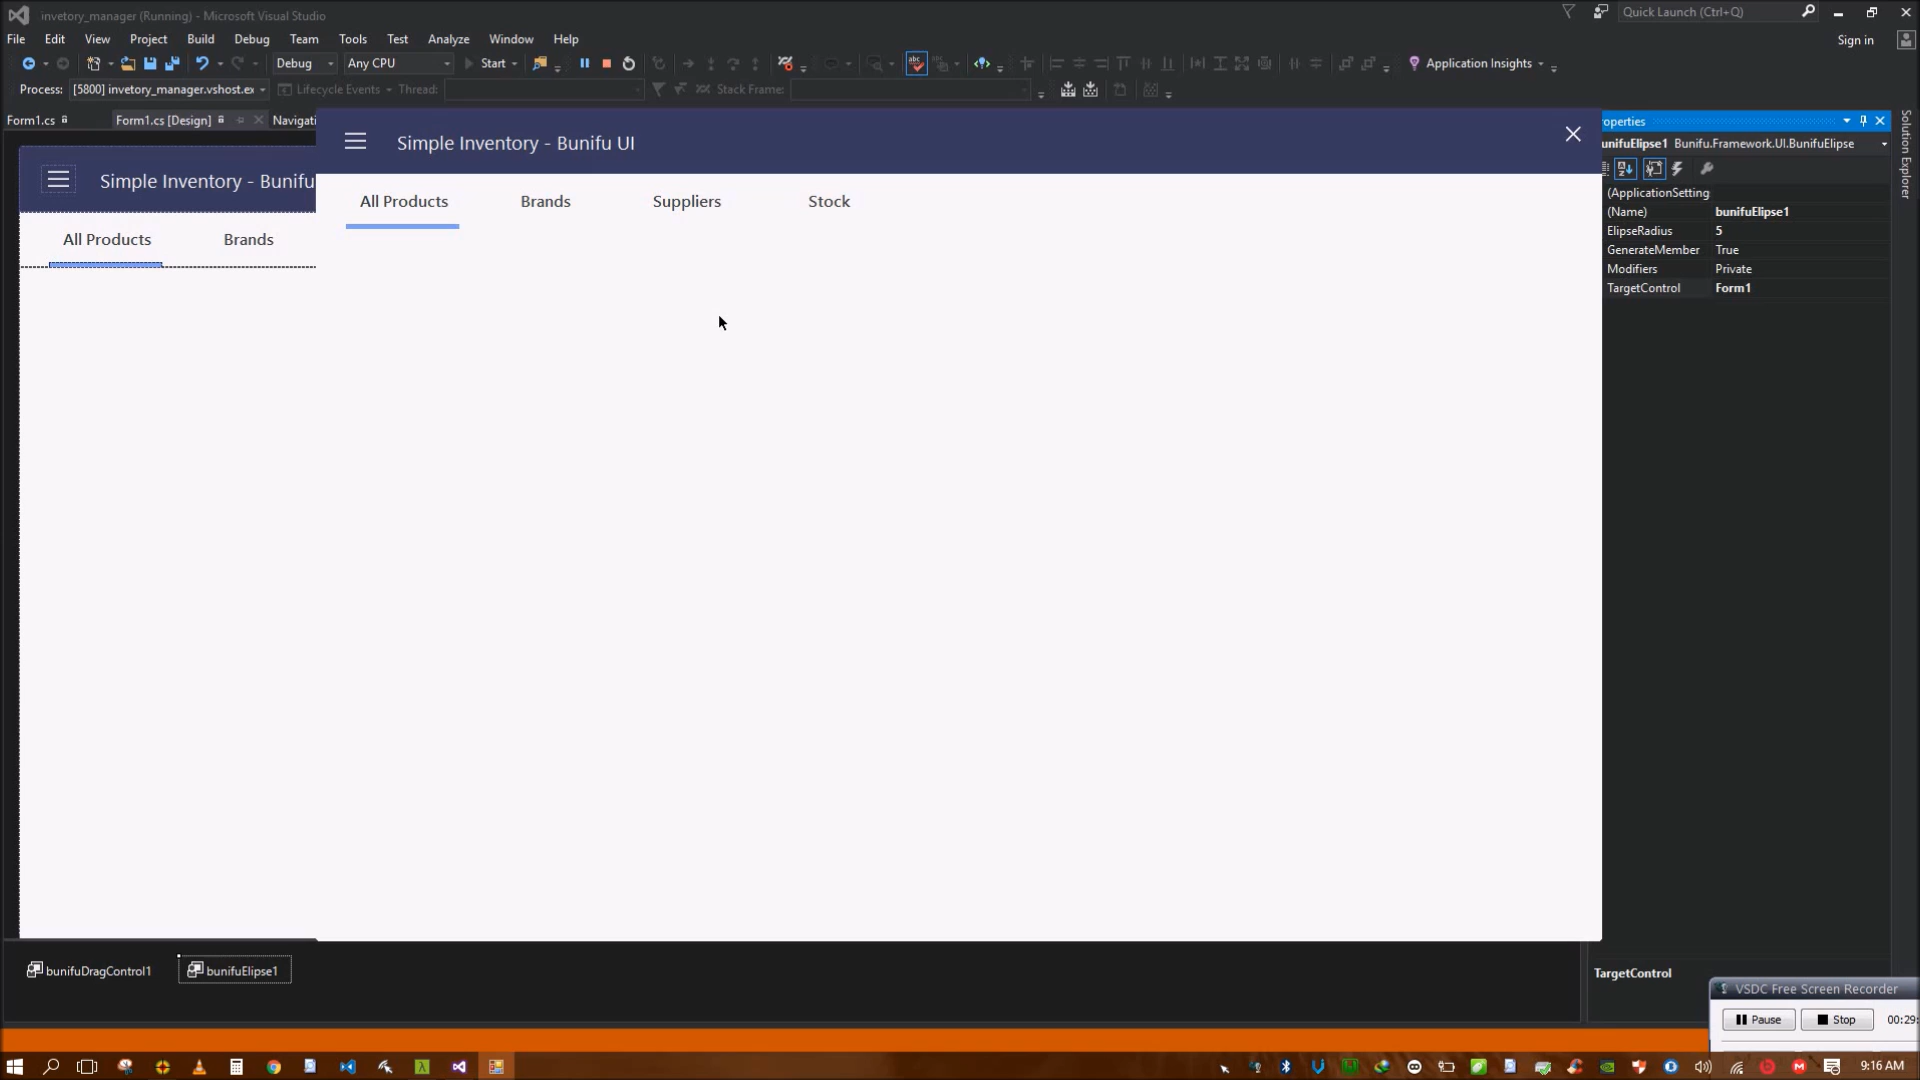 invetory_manager (Running) - Microsoft Visual Studio
Quick Launch (Ctrl+Q)
File Edit View Project Build Debug Team Tools Test Analyze Window Help
Sign in
Debug Any CPU Start Application Insights
Process: [5800] invetory_manager.vshost.ex Lifecycle Events Thread: Stack Frame:
Form1.cs Form1.cs [Design] Navigati
Simple Inventory - Bunifu UI
Simple Inventory - Bunifu
All Products Brands Suppliers Stock
All Products Brands
operties
unifuElipse1 Bunifu.Framework.UI.BunifuElipse
(ApplicationSetting
(Name) bunifuElipse1
ElipseRadius 5
GenerateMember True
Modifiers Private
TargetControl Form1
Solution Explorer
bunifuDragControl1 bunifuElipse1
TargetControl
VSDC Free Screen Recorder
Pause Stop 00:29:
9:16 AM